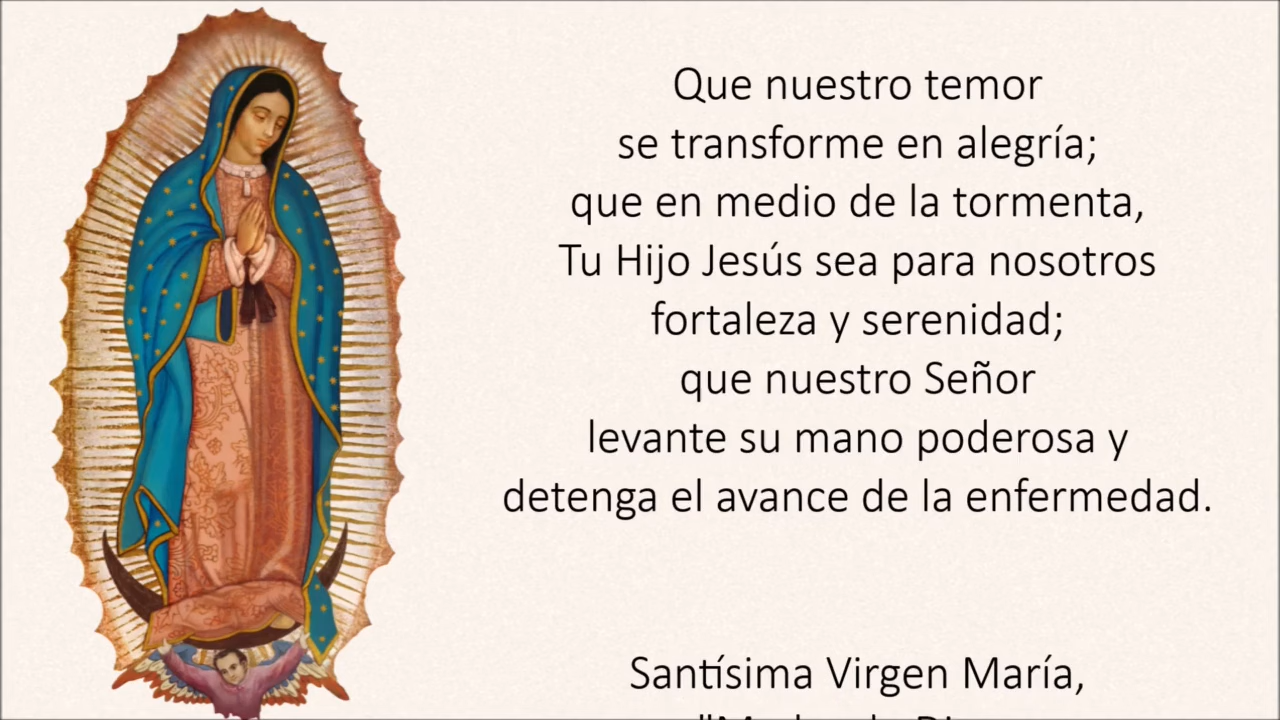 Que nuestro temor
se transforme en alegría;
que en medio de la tormenta,
Tu Hijo Jesús sea para nosotros
fortaleza y serenidad;
que nuestro Señor
levante su mano poderosa y
detenga el avance de la enfermedad.
Santísima Virgen María,